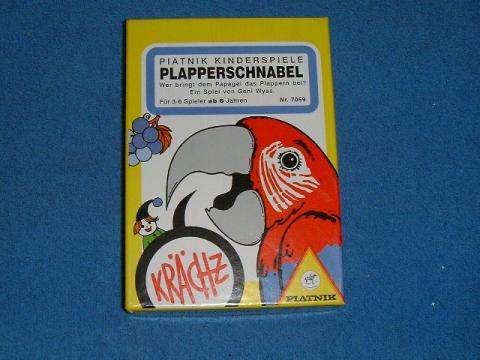 PIATNIK KINDERSPIELE
PLAPPERSCHNABEL
Wer bringt dem Papagei das Plappern bei?
Ein Spiel von Geni Wyss.
Für 3-6 Spieler ab 6 Jahren Nr. 7059
KRÄCHZ
PIATNIK